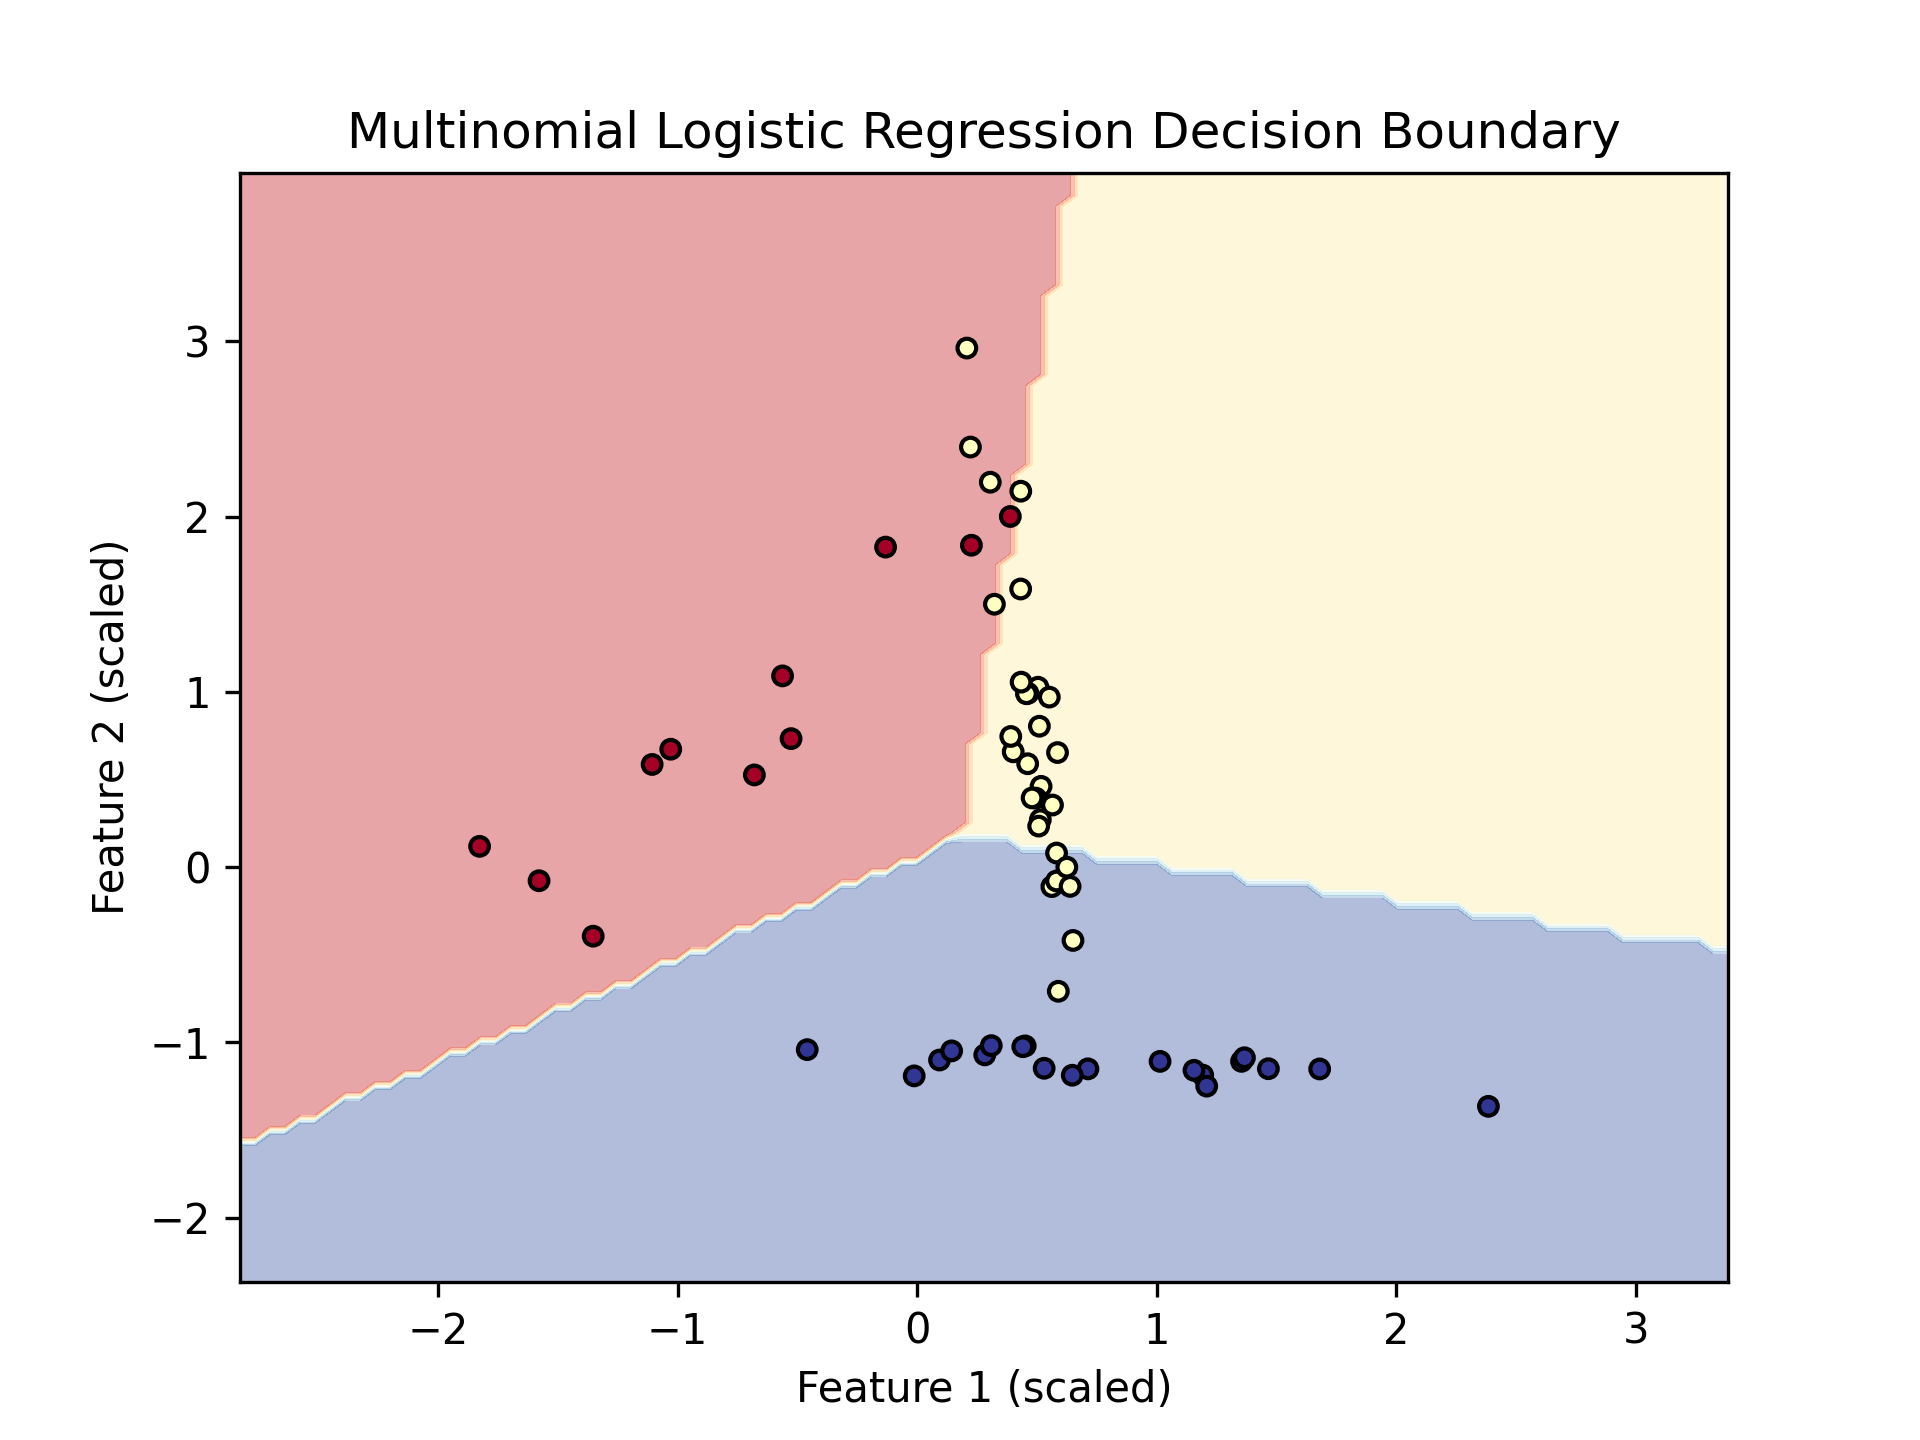 Multinomial Logistic Regression Decision Boundary
3
2
1
0
−1
−2
Feature 2 (scaled)
−2 −1 0 1 2 3
Feature 1 (scaled)